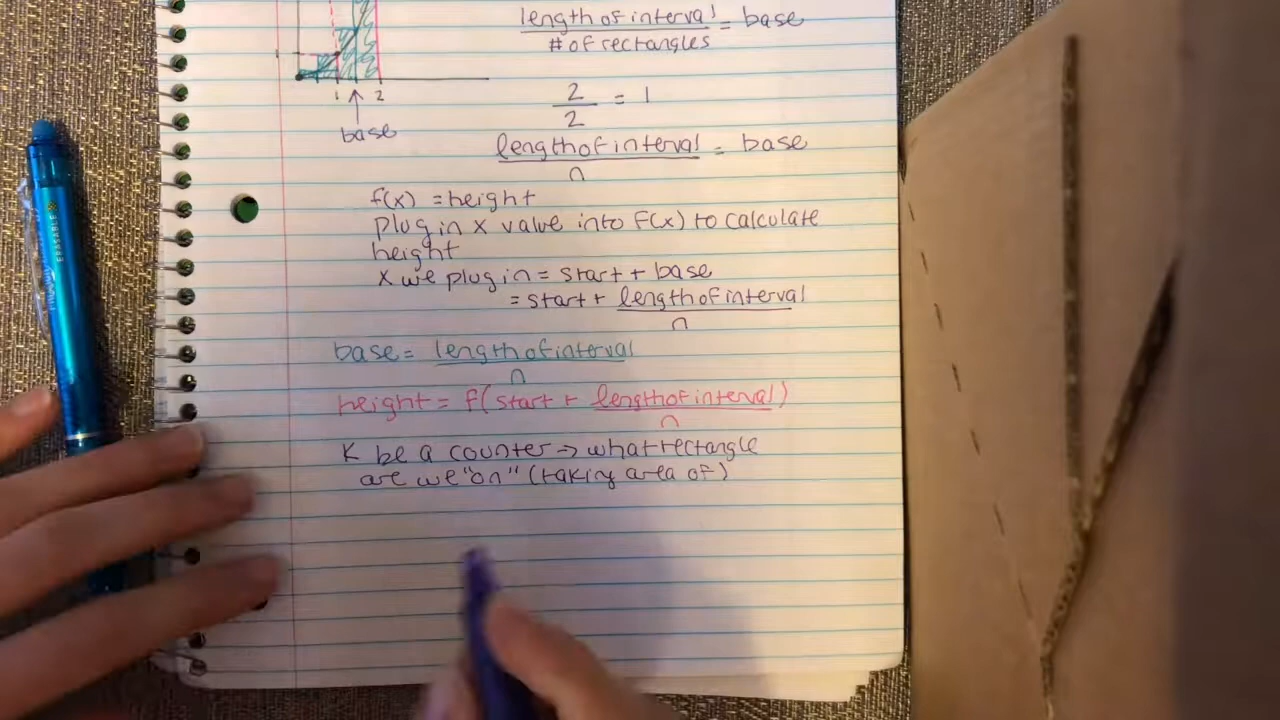 length of interval = base
# of rectangles
1 2
base
2 = 1
2
length of interval = base
n
f(x) = height
plug in x value into f(x) to calculate
height
x we plug in = start + base
= start + length of interval
n
base = length of interval
n
height = f(start + length of interval)
n
K be a counter → what rectangle
are we "on" (taking area of)